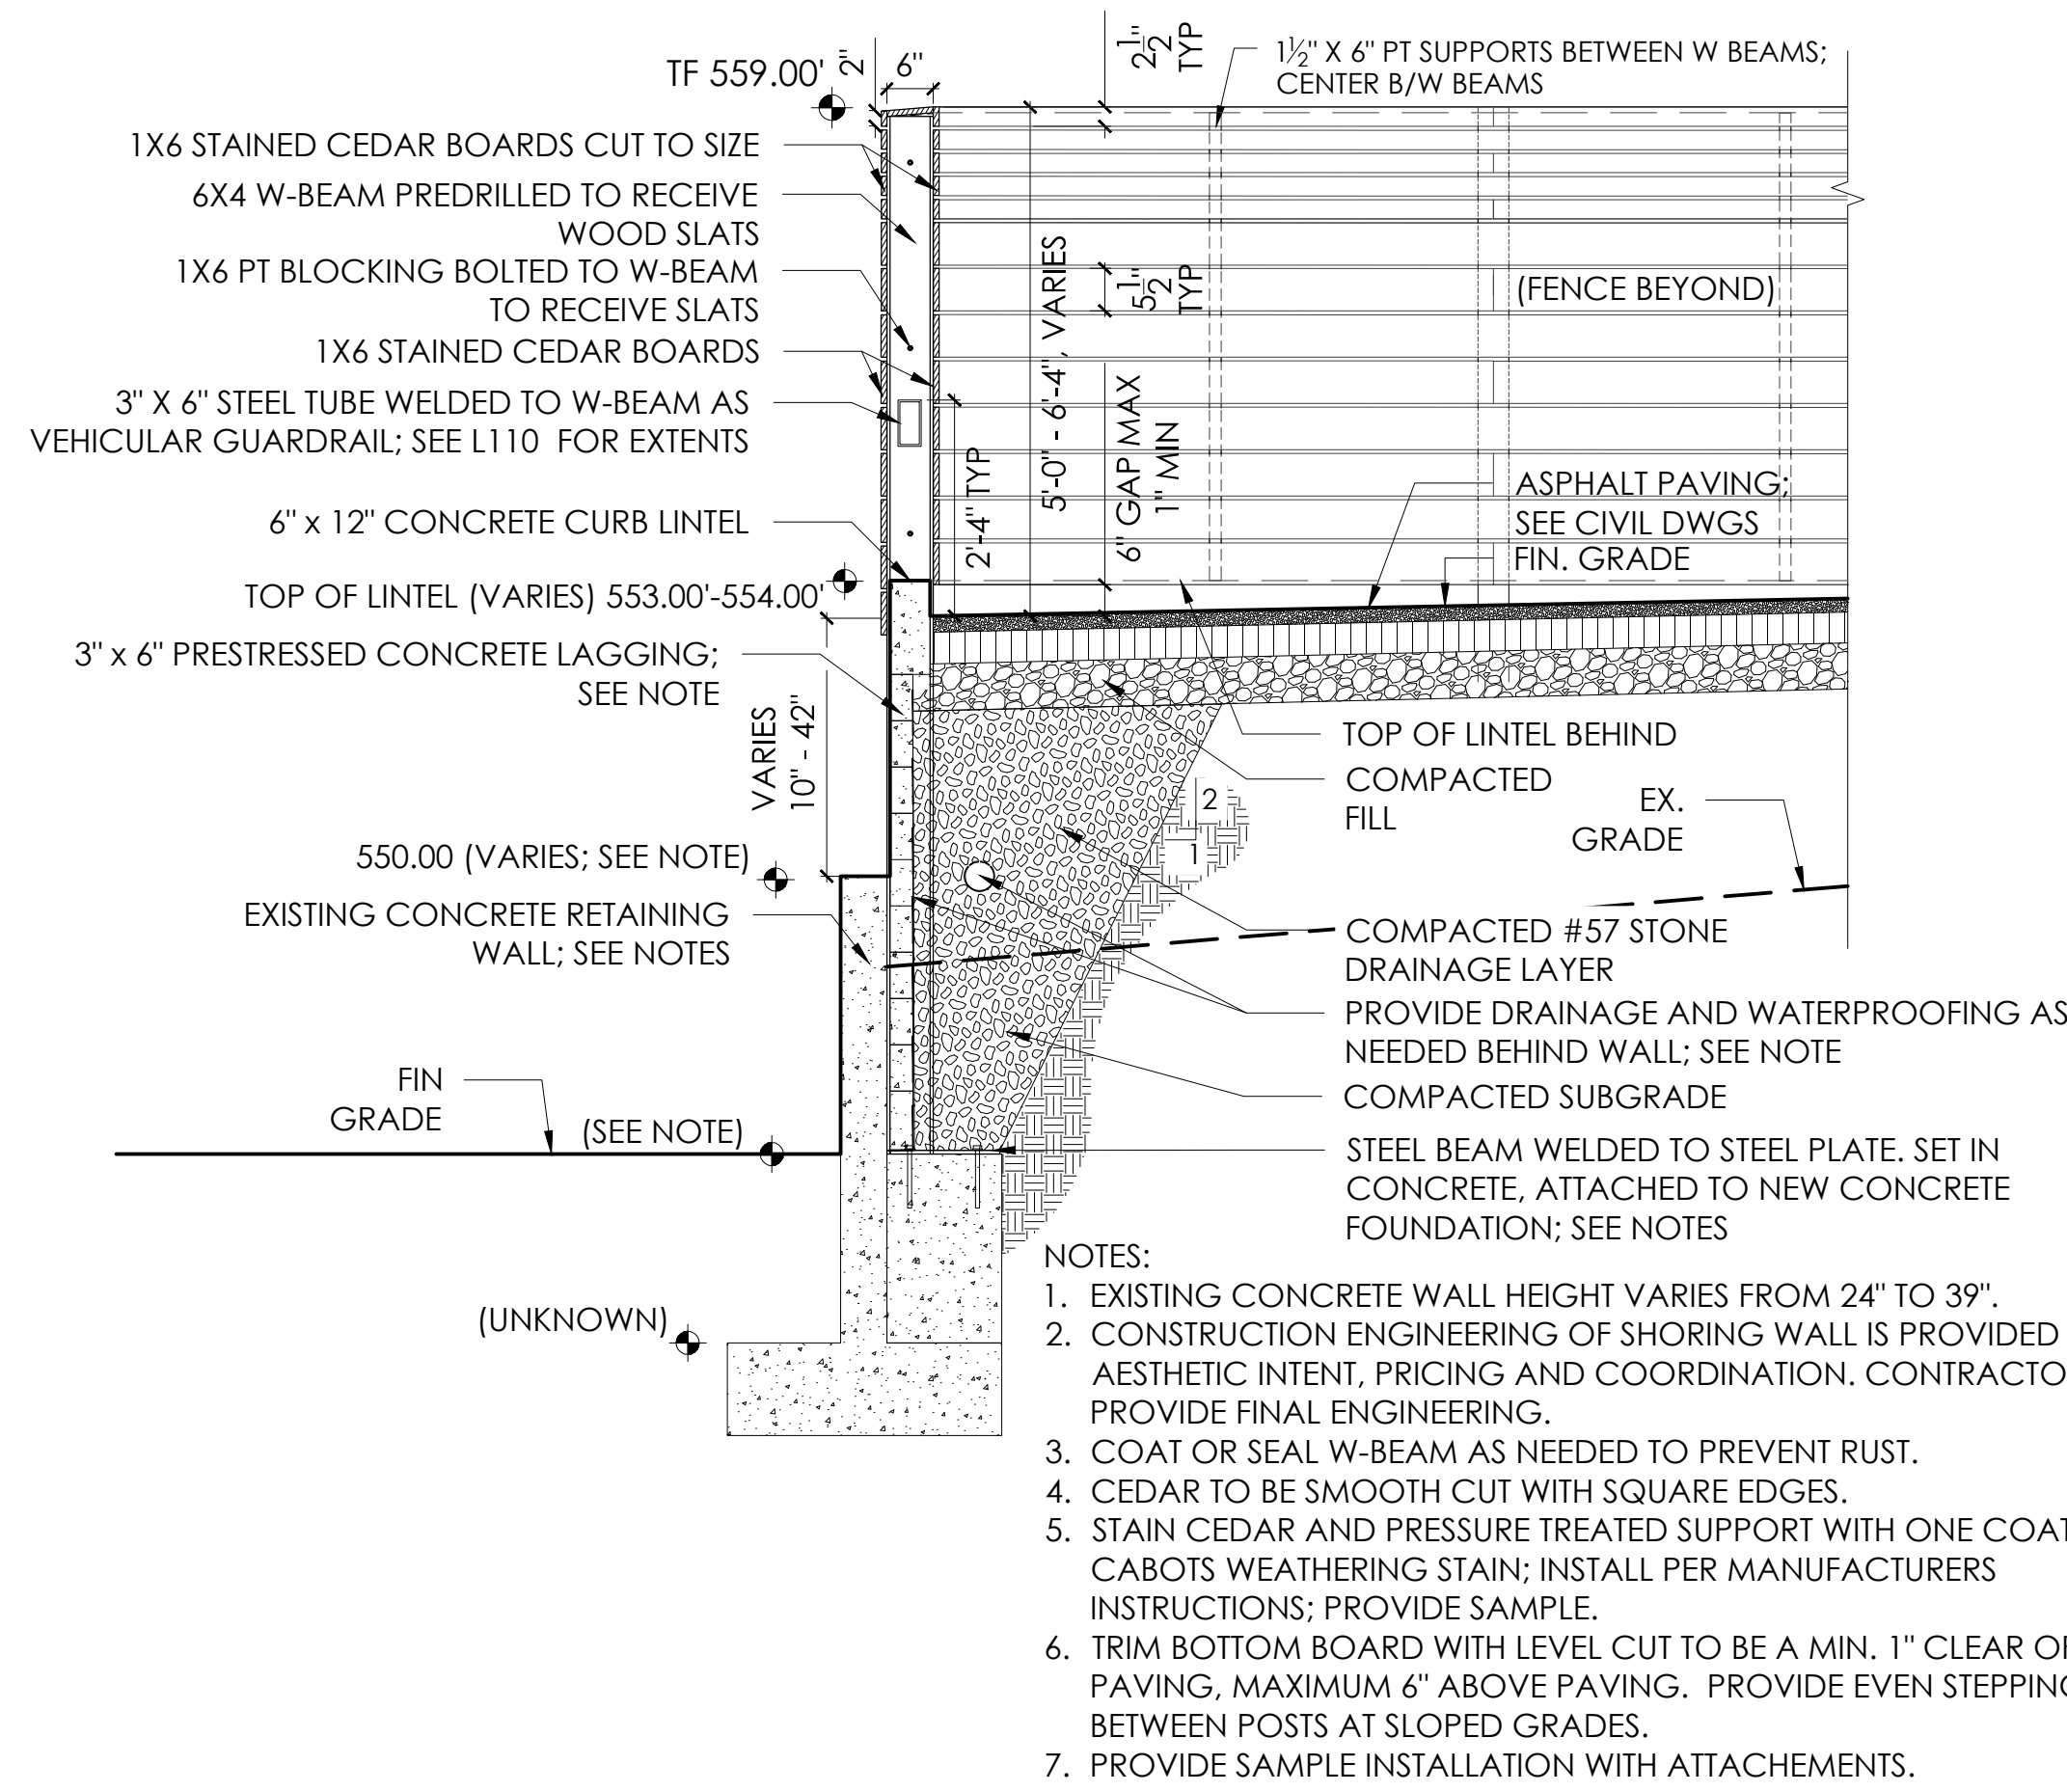 TF 559.00'
2"
6"
2 1/2"
TYP
1½" X 6" PT SUPPORTS BETWEEN W BEAMS;
CENTER B/W BEAMS
1X6 STAINED CEDAR BOARDS CUT TO SIZE
6X4 W-BEAM PREDRILLED TO RECEIVE
WOOD SLATS
1X6 PT BLOCKING BOLTED TO W-BEAM
TO RECEIVE SLATS
1X6 STAINED CEDAR BOARDS
3" X 6" STEEL TUBE WELDED TO W-BEAM AS
VEHICULAR GUARDRAIL; SEE L110 FOR EXTENTS
6" x 12" CONCRETE CURB LINTEL
TOP OF LINTEL (VARIES) 553.00'-554.00'
3" x 6" PRESTRESSED CONCRETE LAGGING;
SEE NOTE
VARIES
10" - 42"
550.00 (VARIES; SEE NOTE)
EXISTING CONCRETE RETAINING
WALL; SEE NOTES
FIN
GRADE
(SEE NOTE)
(UNKNOWN)
2'-4" TYP
5'-0" - 6'-4", VARIES
5 1/2"
TYP
6" GAP MAX
1" MIN
(FENCE BEYOND)
ASPHALT PAVING;
SEE CIVIL DWGS
FIN. GRADE
TOP OF LINTEL BEHIND
COMPACTED
FILL
EX.
GRADE
2
1
COMPACTED #57 STONE
DRAINAGE LAYER
PROVIDE DRAINAGE AND WATERPROOFING AS
NEEDED BEHIND WALL; SEE NOTE
COMPACTED SUBGRADE
STEEL BEAM WELDED TO STEEL PLATE. SET IN
CONCRETE, ATTACHED TO NEW CONCRETE
FOUNDATION; SEE NOTES
NOTES:
1. EXISTING CONCRETE WALL HEIGHT VARIES FROM 24" TO 39".
2. CONSTRUCTION ENGINEERING OF SHORING WALL IS PROVIDED
AESTHETIC INTENT, PRICING AND COORDINATION. CONTRACTO
PROVIDE FINAL ENGINEERING.
3. COAT OR SEAL W-BEAM AS NEEDED TO PREVENT RUST.
4. CEDAR TO BE SMOOTH CUT WITH SQUARE EDGES.
5. STAIN CEDAR AND PRESSURE TREATED SUPPORT WITH ONE COAT
CABOTS WEATHERING STAIN; INSTALL PER MANUFACTURERS
INSTRUCTIONS; PROVIDE SAMPLE.
6. TRIM BOTTOM BOARD WITH LEVEL CUT TO BE A MIN. 1" CLEAR OF
PAVING, MAXIMUM 6" ABOVE PAVING. PROVIDE EVEN STEPPING
BETWEEN POSTS AT SLOPED GRADES.
7. PROVIDE SAMPLE INSTALLATION WITH ATTACHEMENTS.